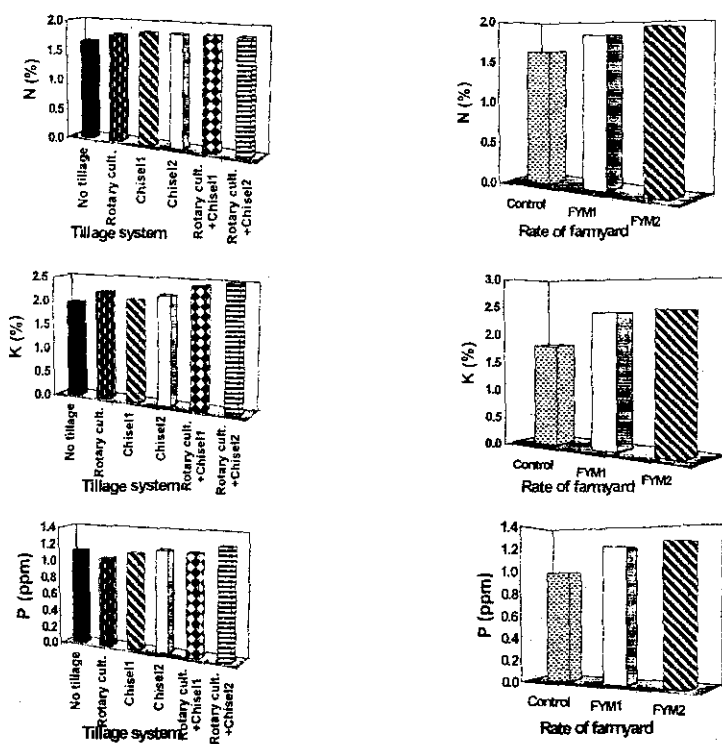 2.0
1.5
1.0
0.5
0.0
N (%)
No tillage
Rotary cult.
Chisel1
Chisel2
Rotary cult.
+Chisel1
Rotary cult.
+Chisel2
Tillage system
2.0
1.5
1.0
0.5
0.0
N (%)
Control
FYM1
FYM2
Rate of farmyard
2.5
2.0
1.5
1.0
0.5
0.0
K (%)
No tillage
Rotary cult.
Chisel1
Chisel2
Rotary cult.
+Chisel1
Rotary cult.
+Chisel2
Tillage system
3.0
2.5
2.0
1.5
1.0
0.5
0.0
K (%)
Control
FYM1
FYM2
Rate of farmyard
1.4
1.2
1.0
0.8
0.6
0.4
0.2
0.0
P (ppm)
No tillage
Rotary cult.
Chisel1
Chisel2
Rotary cult.
+Chisel1
Rotary cult.
+Chisel2
Tillage system
1.4
1.2
1.0
0.8
0.6
0.4
0.2
0.0
P (ppm)
Control
FYM1
FYM2
Rate of farmyard